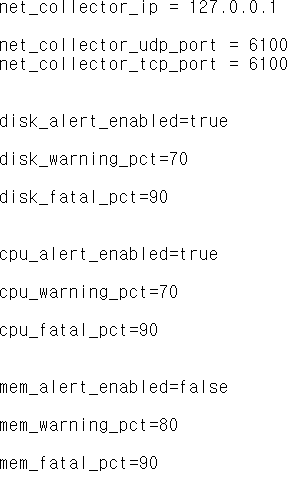 net_collector_ip = 127.0.0.1
net_collector_udp_port = 6100
net_collector_tcp_port = 6100
disk_alert_enabled=true
disk_warning_pct=70
disk_fatal_pct=90
cpu_alert_enabled=true
cpu_warning_pct=70
cpu_fatal_pct=90
mem_alert_enabled=false
mem_warning_pct=80
mem_fatal_pct=90